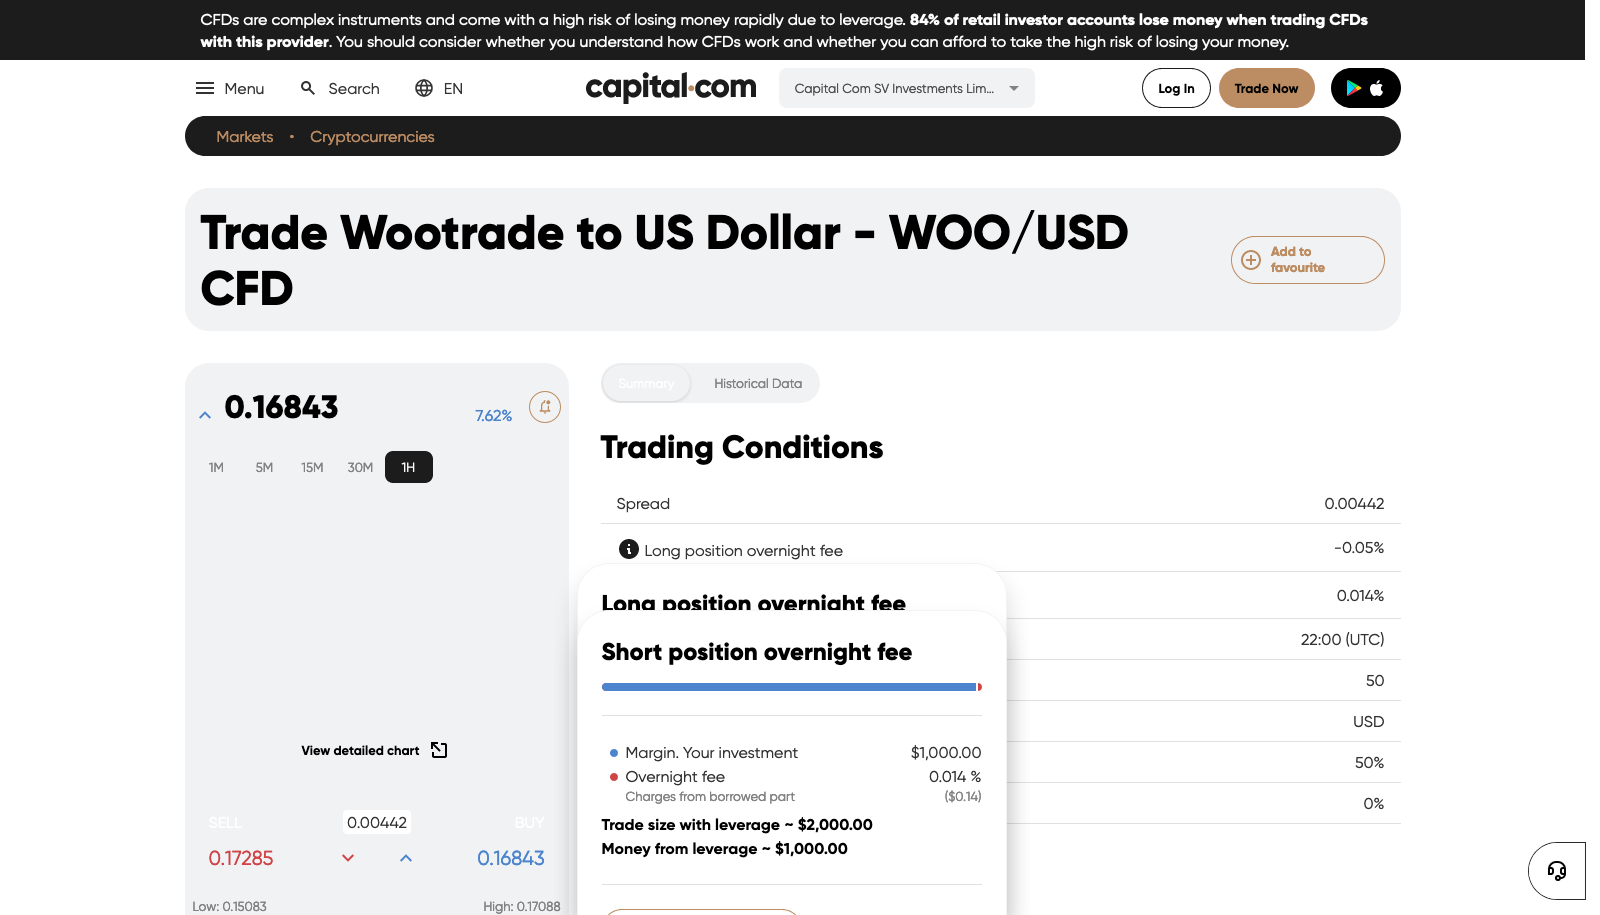 CFDs are complex instruments and come with a high risk of losing money rapidly due to leverage. 84% of retail investor accounts lose money when trading CFDs
with this provider. You should consider whether you understand how CFDs work and whether you can afford to take the high risk of losing your money.
Menu
Search
EN
capital.com
Capital Com SV Investments Lim...
Log In
Trade Now
Markets • Cryptocurrencies
Trade Wootrade to US Dollar - WOO/USD
CFD
Add to
favourite
0.16843
7.62%
1M 5M 15M 30M 1H
View detailed chart
SELL 0.00442 BUY
0.17285 0.16843
Low: 0.15083 High: 0.17088
Summary Historical Data
Trading Conditions
Spread 0.00442
Long position overnight fee -0.05%
0.014%
22:00 (UTC)
50
USD
50%
0%
Long position overnight fee
Short position overnight fee
Margin. Your investment $1,000.00
Overnight fee 0.014 %
Charges from borrowed part ($0.14)
Trade size with leverage ~ $2,000.00
Money from leverage ~ $1,000.00